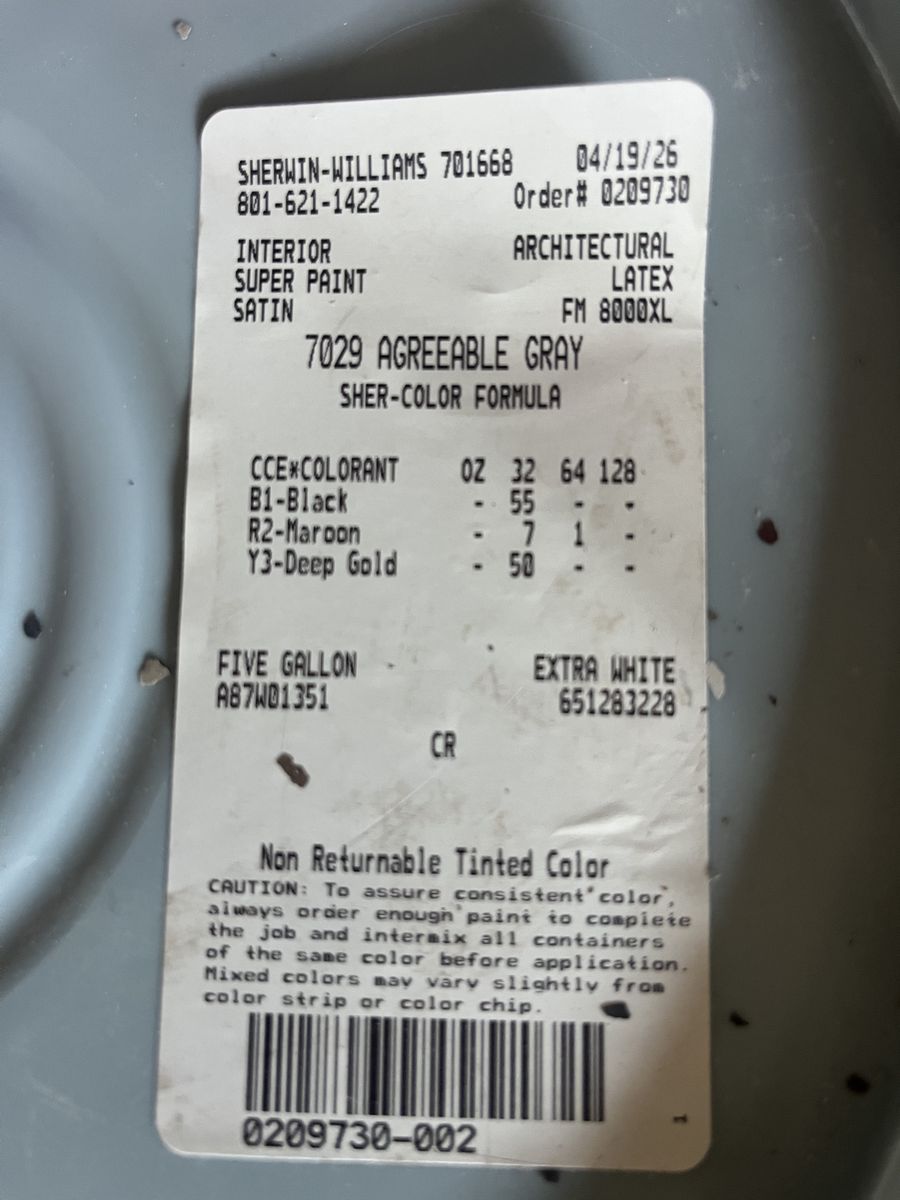 SHERWIN-WILLIAMS 701668 04/19/26
801-621-1422 Order# 0209730
INTERIOR ARCHITECTURAL
SUPER PAINT LATEX
SATIN FM 8000XL
7029 AGREEABLE GRAY
SHER-COLOR FORMULA
CCE*COLORANT OZ 32 64 128
B1-Black - 55 - -
R2-Maroon - 7 1 -
Y3-Deep Gold - 50 - -
FIVE GALLON EXTRA WHITE
A87W01351 651283228
CR
Non Returnable Tinted Color
CAUTION: To assure consistent color,
always order enough paint to complete
the job and intermix all containers
of the same color before application.
Mixed colors may vary slightly from
color strip or color chip.
0209730-002
1